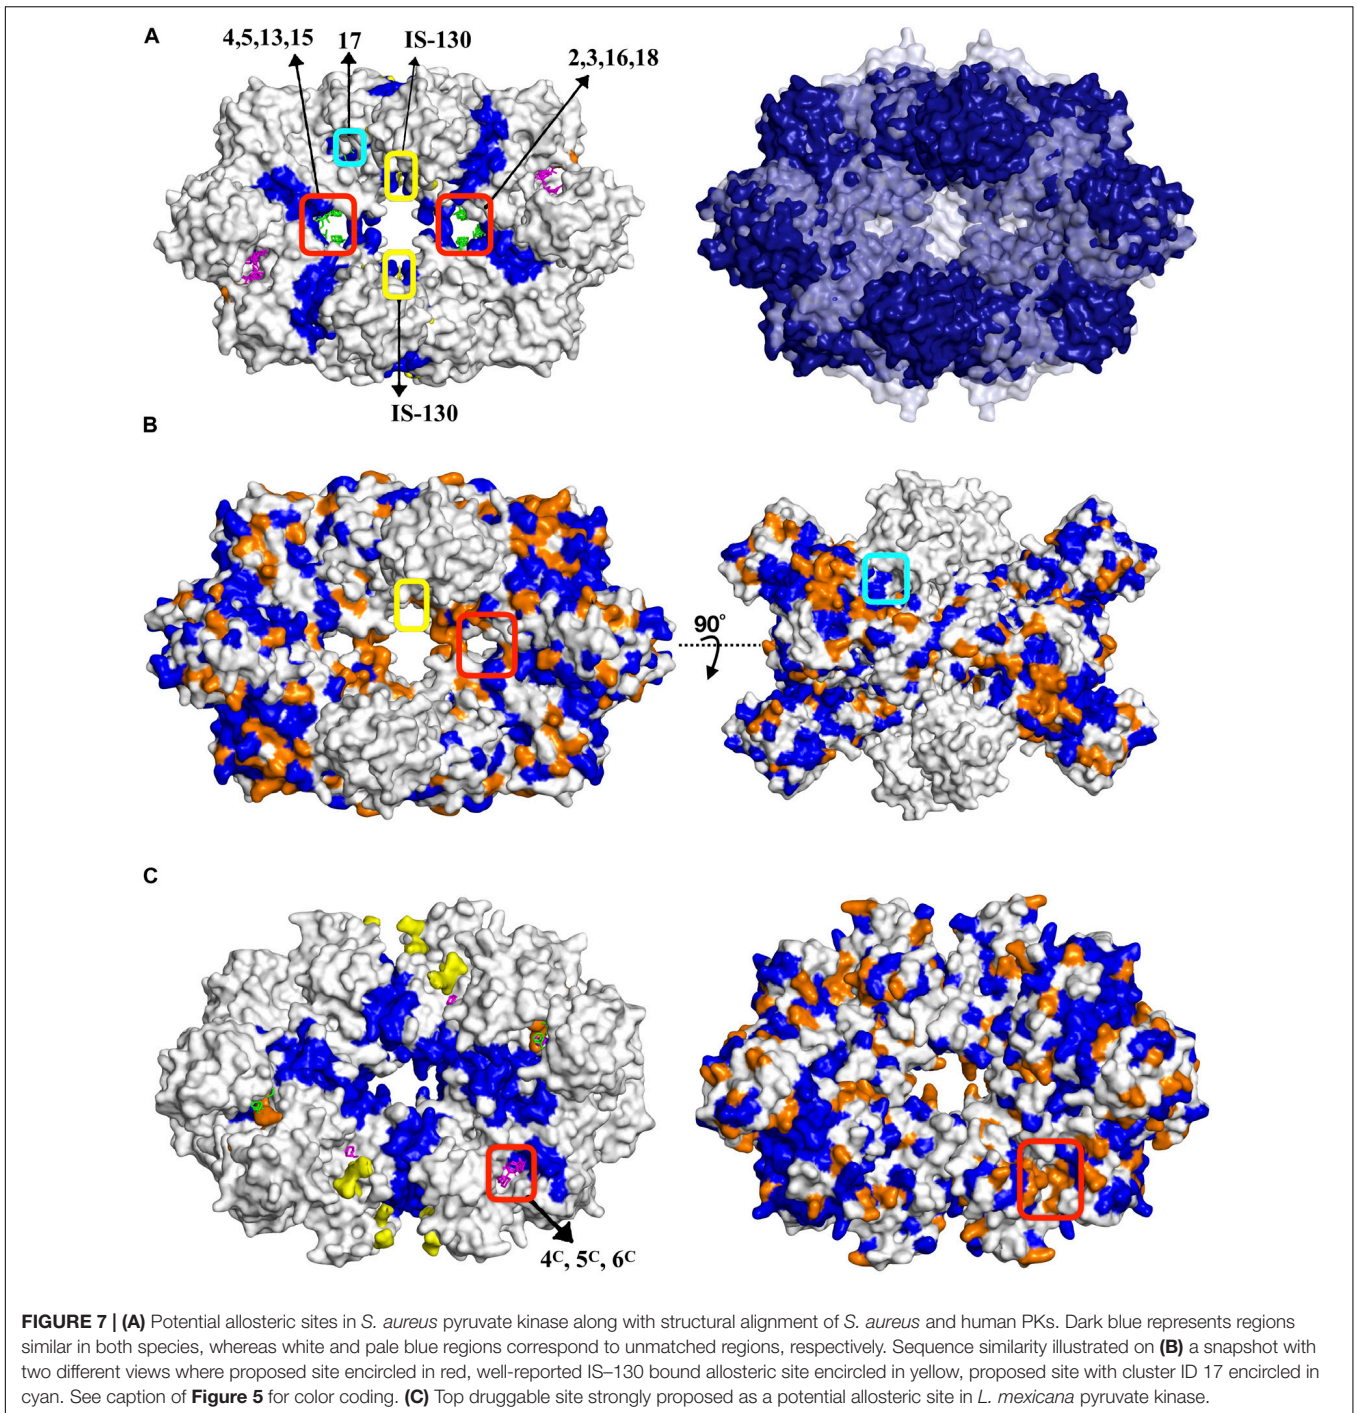 A
4,5,13,15
17
IS-130
2,3,16,18
IS-130
B
90°
C
4ᶜ, 5ᶜ, 6ᶜ
FIGURE 7 | (A) Potential allosteric sites in S. aureus pyruvate kinase along with structural alignment of S. aureus and human PKs. Dark blue represents regions
similar in both species, whereas white and pale blue regions correspond to unmatched regions, respectively. Sequence similarity illustrated on (B) a snapshot with
two different views where proposed site encircled in red, well-reported IS–130 bound allosteric site encircled in yellow, proposed site with cluster ID 17 encircled in
cyan. See caption of Figure 5 for color coding. (C) Top druggable site strongly proposed as a potential allosteric site in L. mexicana pyruvate kinase.